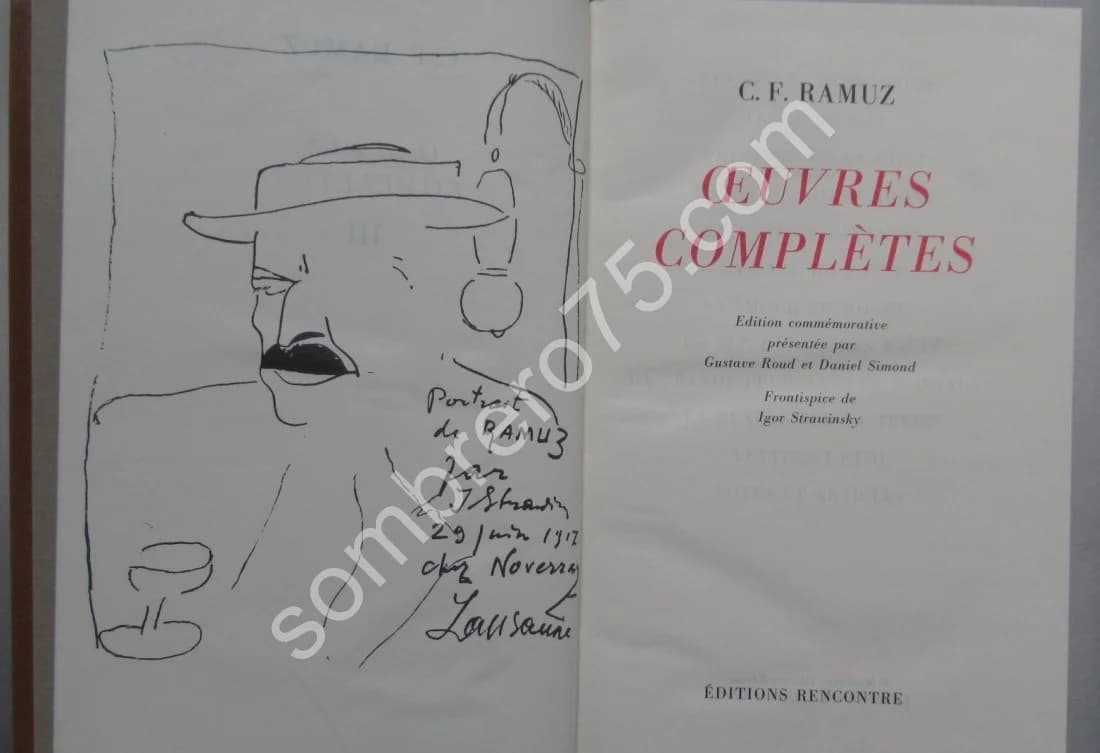 Portrait
de RAMUZ
par
I Strawin
29 juin 1917
chez Noverraz
Lausanne
C. F. RAMUZ
ŒUVRES
COMPLÈTES
Edition commémorative
présentée par
Gustave Roud et Daniel Simond
Frontispice de
Igor Strawinsky
ÉDITIONS RENCONTRE
sombrero75.com